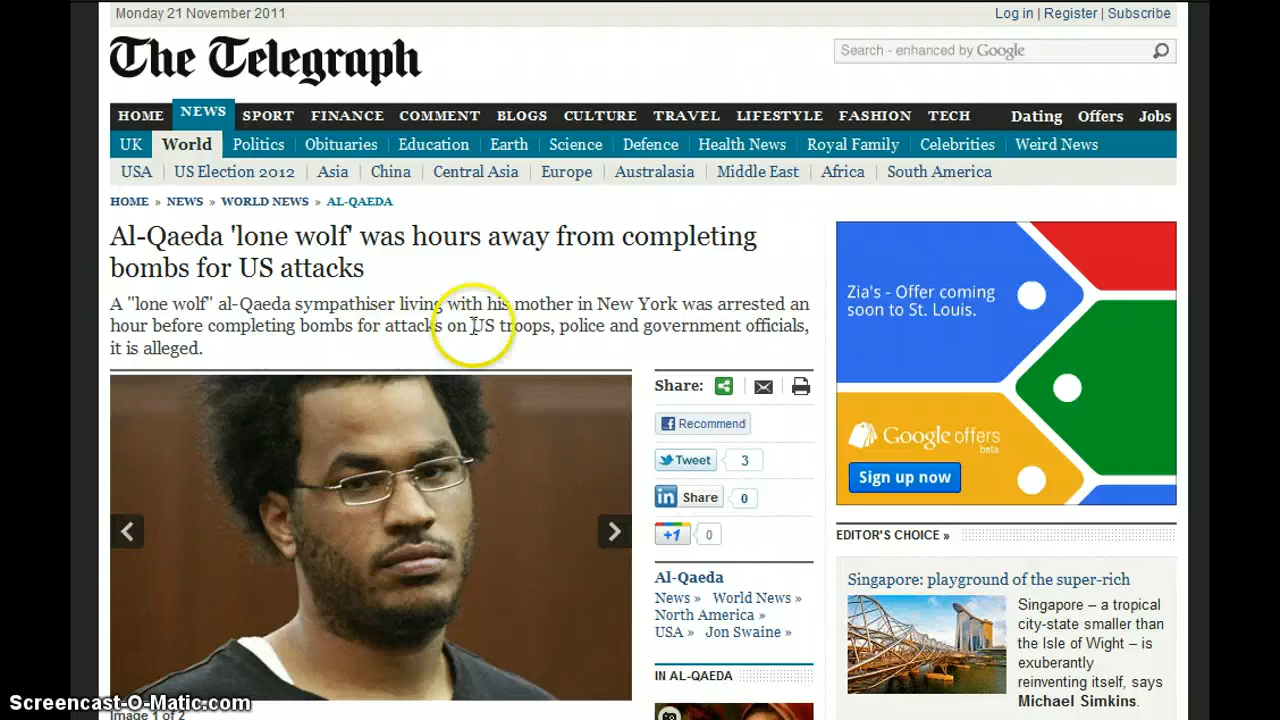 Monday 21 November 2011
Log in | Register | Subscribe
The Telegraph
Search - enhanced by Google
HOME NEWS SPORT FINANCE COMMENT BLOGS CULTURE TRAVEL LIFESTYLE FASHION TECH Dating Offers Jobs
UK World Politics Obituaries Education Earth Science Defence Health News Royal Family Celebrities Weird News
USA US Election 2012 Asia China Central Asia Europe Australasia Middle East Africa South America
HOME » NEWS » WORLD NEWS » AL-QAEDA
Al-Qaeda 'lone wolf' was hours away from completing
bombs for US attacks
A "lone wolf" al-Qaeda sympathiser living with his mother in New York was arrested an
hour before completing bombs for attacks on US troops, police and government officials,
it is alleged.
Share:
Recommend
Tweet 3
in Share 0
+1 0
Al-Qaeda
News » World News »
North America »
USA » Jon Swaine »
IN AL-QAEDA
Zia's - Offer coming
soon to St. Louis.
Google offers
beta
Sign up now
EDITOR'S CHOICE »
Singapore: playground of the super-rich
Singapore – a tropical
city-state smaller than
the Isle of Wight – is
exuberantly
reinventing itself, says
Michael Simkins.
Image 1 of 2
Screencast-O-Matic.com